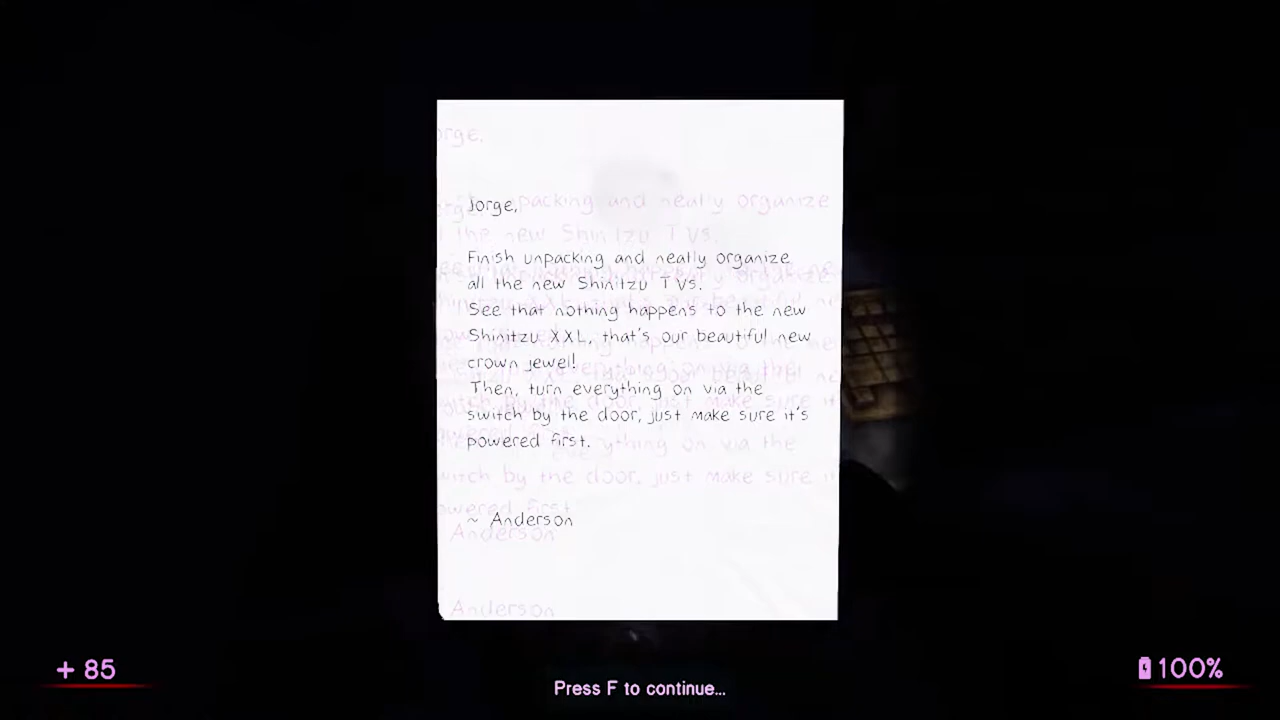 Jorge,
Finish unpacking and neatly organize
all the new Shinitzu TVs.
See that nothing happens to the new
Shinitzu XXL, that's our beautiful new
crown jewel!
Then, turn everything on via the
switch by the door, just make sure it's
powered first.
~ Anderson
+ 85
100%
Press F to continue...